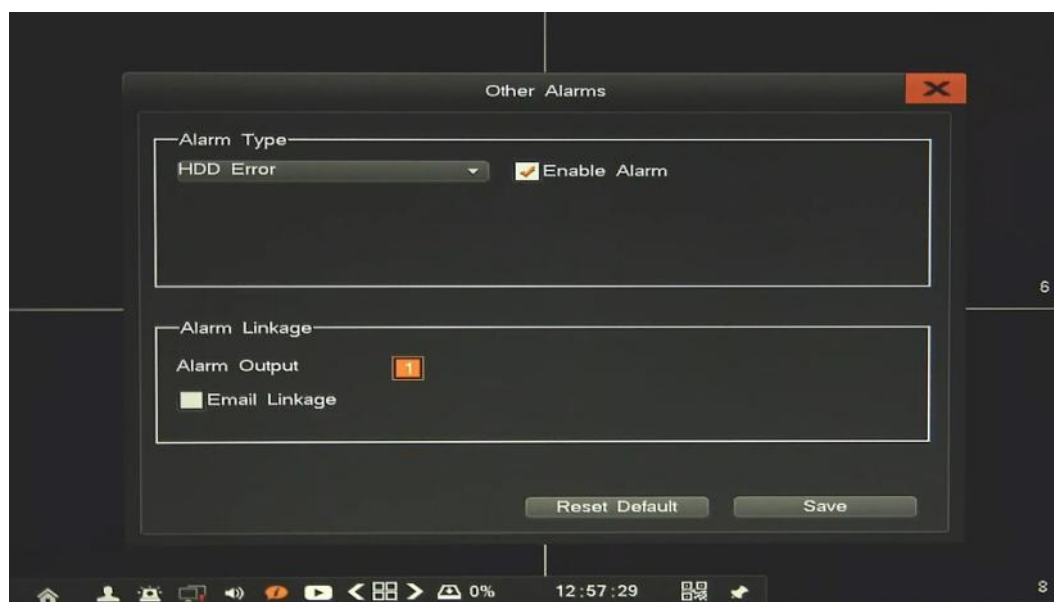 Other Alarms
Alarm Type
HDD Error
Enable Alarm
6
Alarm Linkage
Alarm Output 1
Email Linkage
Reset Default Save
0% 12:57:29
8